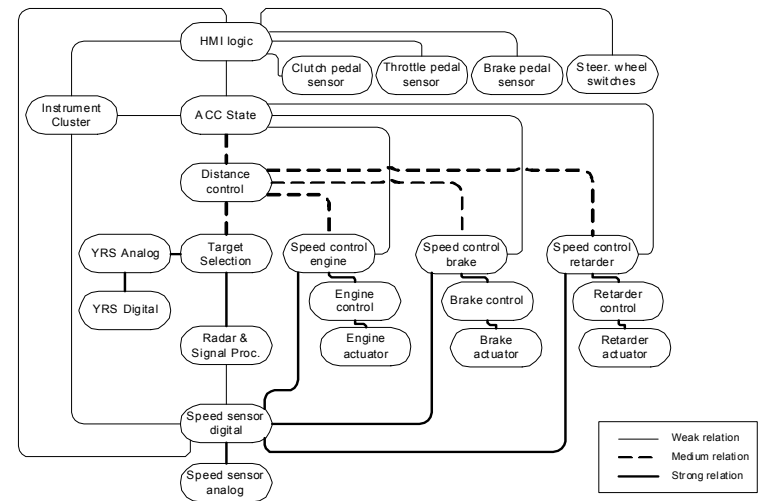 HMI logic
Clutch pedal
sensor
Throttle pedal
sensor
Brake pedal
sensor
Steer. wheel
switches
Instrument
Cluster
ACC State
Distance
control
YRS Analog
Target
Selection
Speed control
engine
Speed control
brake
Speed control
retarder
YRS Digital
Engine
control
Brake control
Retarder
control
Radar &
Signal Proc.
Engine
actuator
Brake
actuator
Retarder
actuator
Speed sensor
digital
Speed sensor
analog
Weak relation
Medium relation
Strong relation